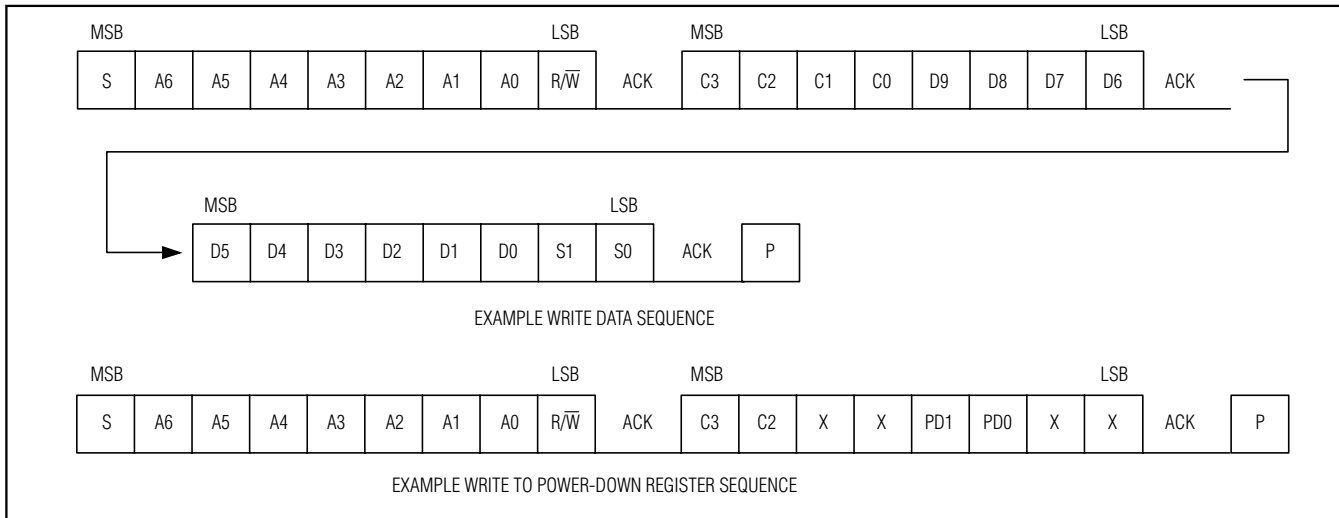 MSB LSB MSB LSB
S A6 A5 A4 A3 A2 A1 A0 R/W̅ ACK C3 C2 C1 C0 D9 D8 D7 D6 ACK
MSB LSB
D5 D4 D3 D2 D1 D0 S1 S0 ACK P
EXAMPLE WRITE DATA SEQUENCE
MSB LSB MSB LSB
S A6 A5 A4 A3 A2 A1 A0 R/W̅ ACK C3 C2 X X PD1 PD0 X X ACK P
EXAMPLE WRITE TO POWER-DOWN REGISTER SEQUENCE